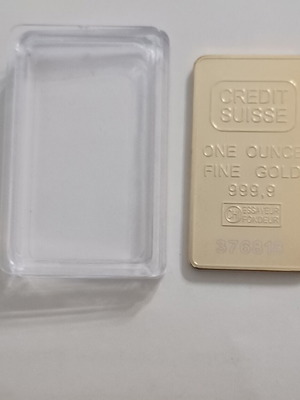 CREDIT
SUISSE
ONE OUNCE
FINE GOLD
999,9
ESSAYEUR
FONDEUR